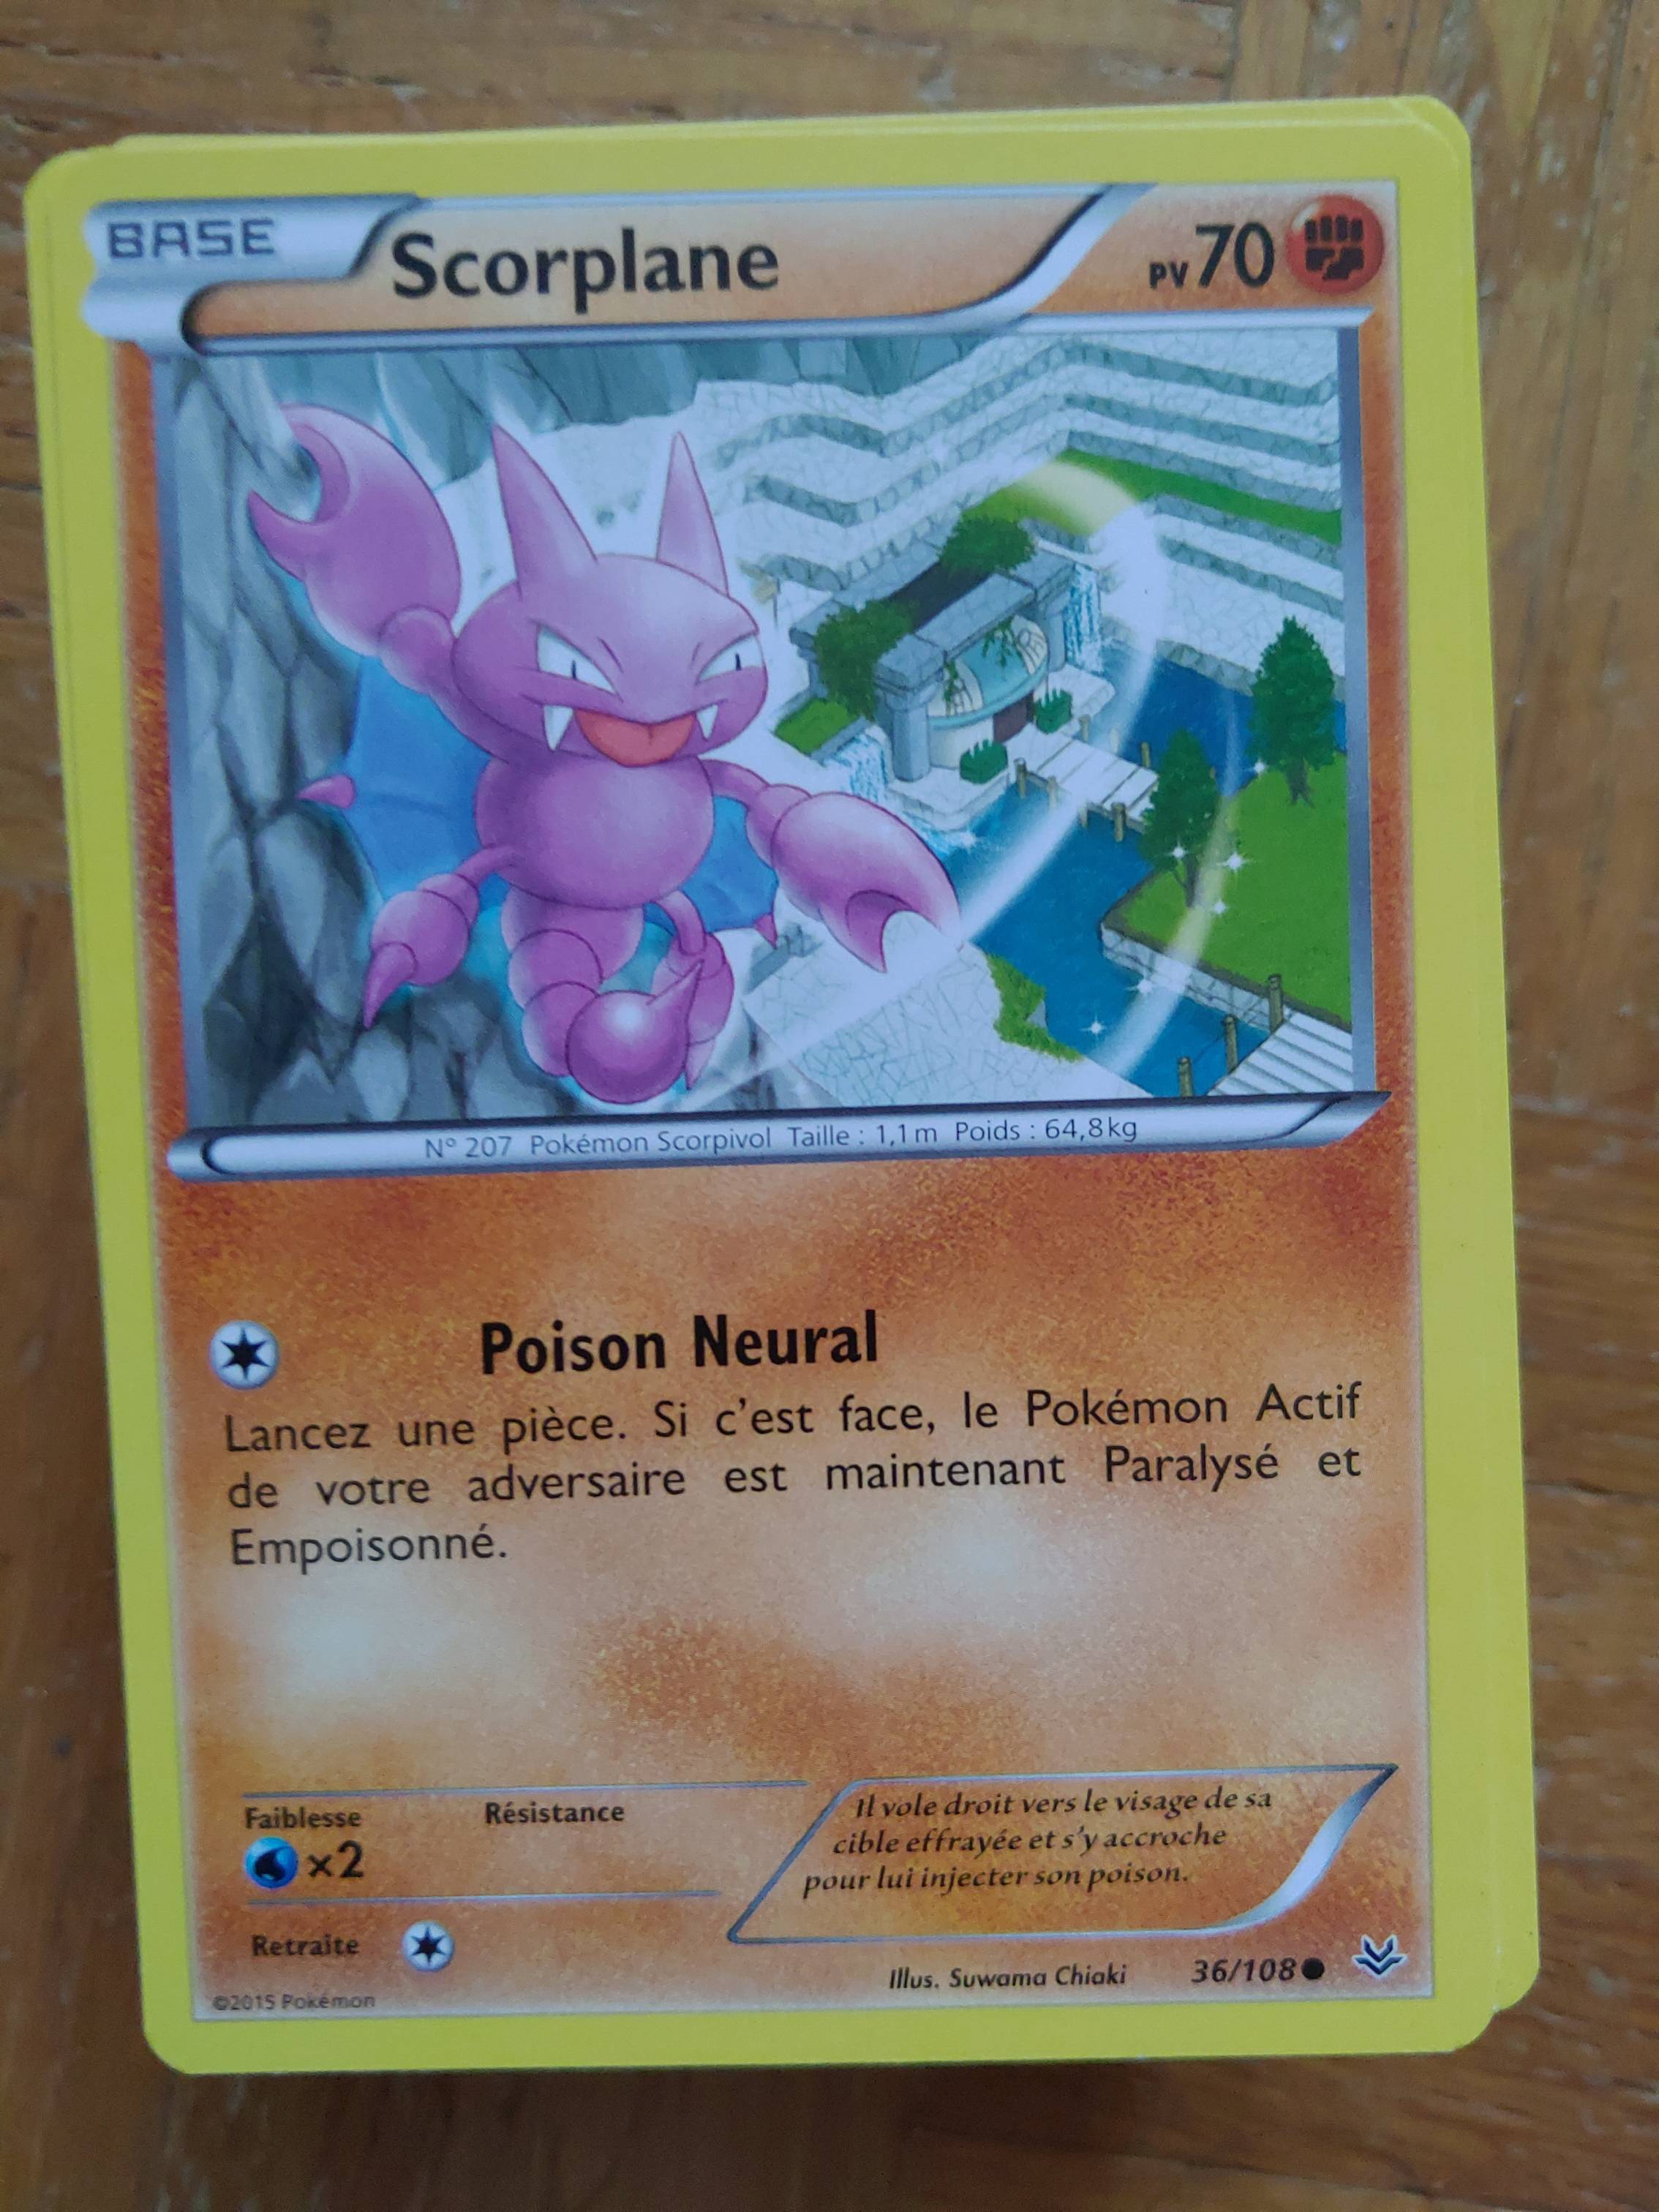 BASE
Scorplane
PV70
N° 207 Pokémon Scorpivol Taille : 1,1m Poids : 64,8kg
Poison Neural
Lancez une pièce. Si c'est face, le Pokémon Actif
de votre adversaire est maintenant Paralysé et
Empoisonné.
Faiblesse
×2
Résistance
Il vole droit vers le visage de sa
cible effrayée et s'y accroche
pour lui injecter son poison.
Retraite
Illus. Suwama Chiaki
36/108
©2015 Pokémon